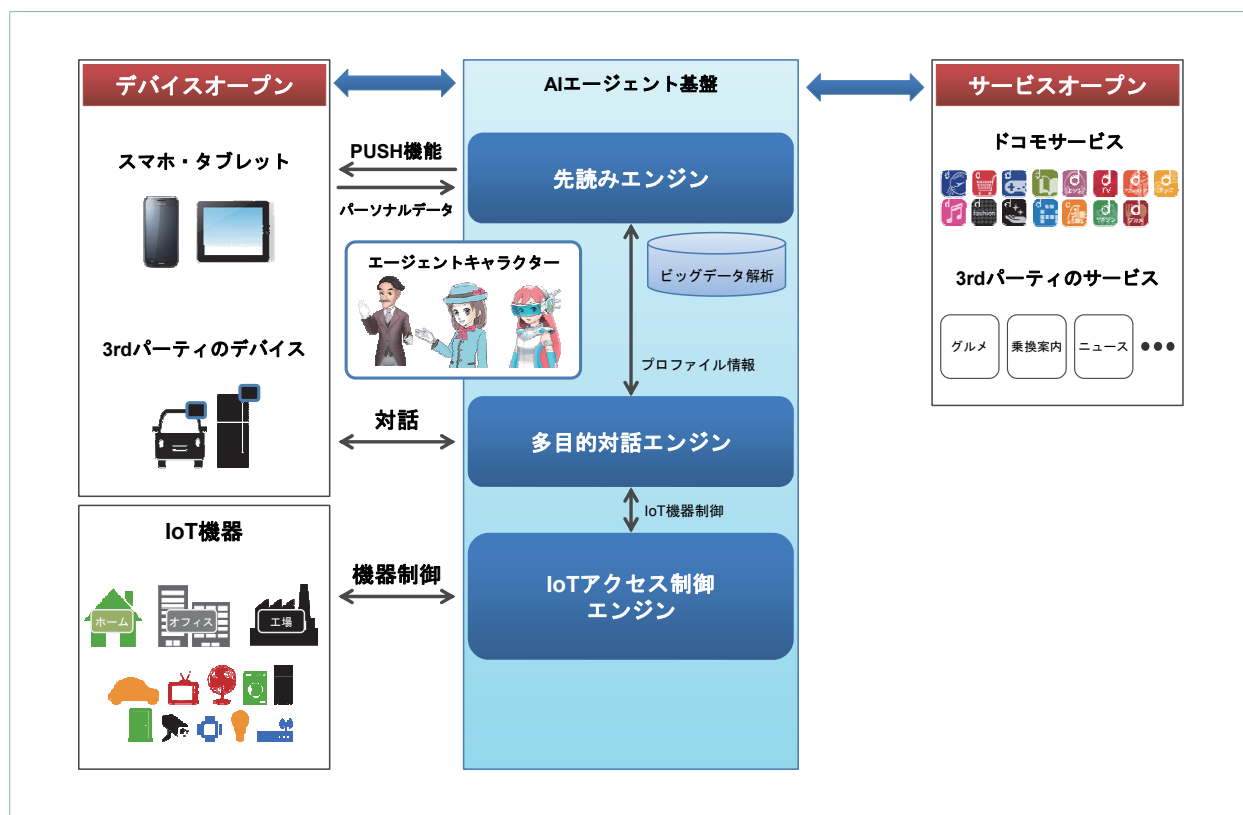 デバイスオープン
スマホ・タブレット
3rdパーティのデバイス
IoT機器
ホーム
オフィス
工場
PUSH機能
パーソナルデータ
エージェントキャラクター
対話
機器制御
AIエージェント基盤
先読みエンジン
ビッグデータ解析
プロファイル情報
多目的対話エンジン
IoT機器制御
IoTアクセス制御
エンジン
サービスオープン
ドコモサービス
d
TV
fashion
マガジン
グルメ
3rdパーティのサービス
グルメ
乗換案内
ニュース
●●●